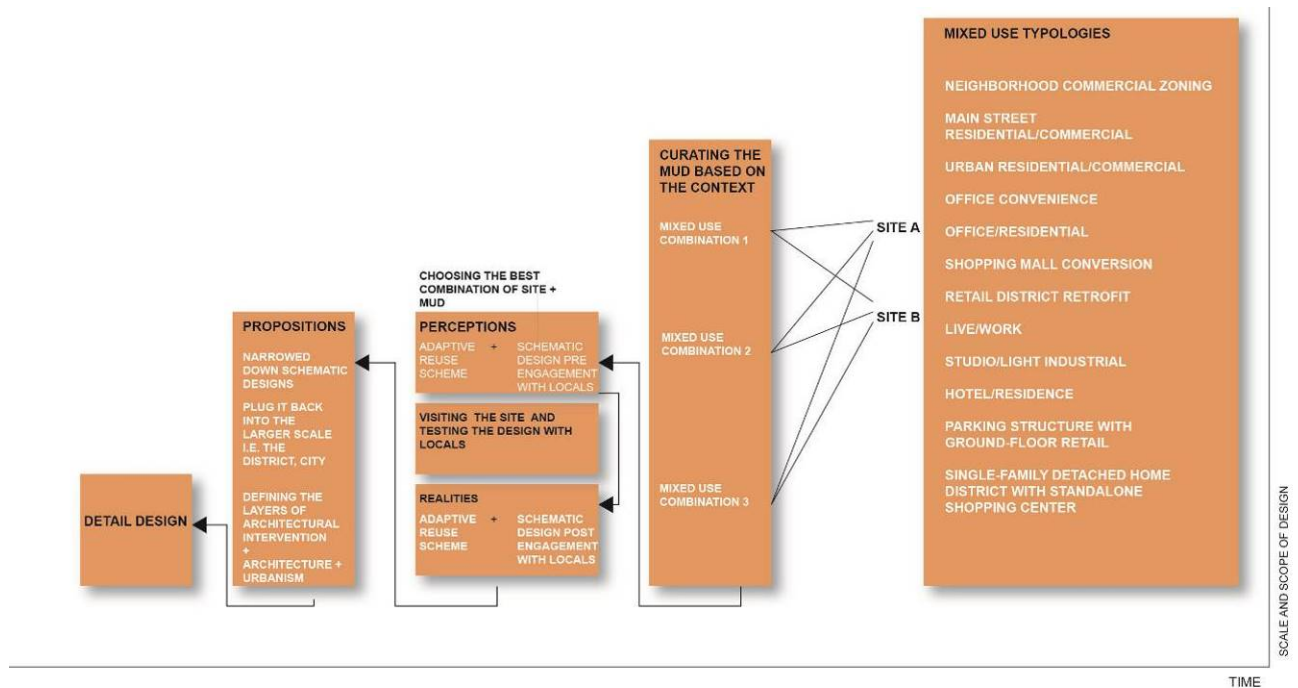 MIXED USE TYPOLOGIES
NEIGHBORHOOD COMMERCIAL ZONING
MAIN STREET
RESIDENTIAL/COMMERCIAL
URBAN RESIDENTIAL/COMMERCIAL
OFFICE CONVENIENCE
OFFICE/RESIDENTIAL
SHOPPING MALL CONVERSION
RETAIL DISTRICT RETROFIT
LIVE/WORK
STUDIO/LIGHT INDUSTRIAL
HOTEL/RESIDENCE
PARKING STRUCTURE WITH
GROUND-FLOOR RETAIL
SINGLE-FAMILY DETACHED HOME
DISTRICT WITH STANDALONE
SHOPPING CENTER
SITE A
SITE B
CURATING THE
MUD BASED ON
THE CONTEXT
MIXED USE
COMBINATION 1
MIXED USE
COMBINATION 2
MIXED USE
COMBINATION 3
CHOOSING THE BEST
COMBINATION OF SITE +
MUD
PERCEPTIONS
ADAPTIVE + SCHEMATIC
REUSE DESIGN PRE
SCHEME ENGAGEMENT
WITH LOCALS
VISITING THE SITE AND
TESTING THE DESIGN WITH
LOCALS
REALITIES
ADAPTIVE + SCHEMATIC
REUSE DESIGN POST
SCHEME ENGAGEMENT
WITH LOCALS
PROPOSITIONS
NARROWED
DOWN SCHEMATIC
DESIGNS
PLUG IT BACK
INTO THE
LARGER SCALE
I.E. THE
DISTRICT, CITY
DEFINING THE
LAYERS OF
ARCHITECTURAL
INTERVENTION
+
ARCHITECTURE +
URBANISM
DETAIL DESIGN
SCALE AND SCOPE OF DESIGN
TIME